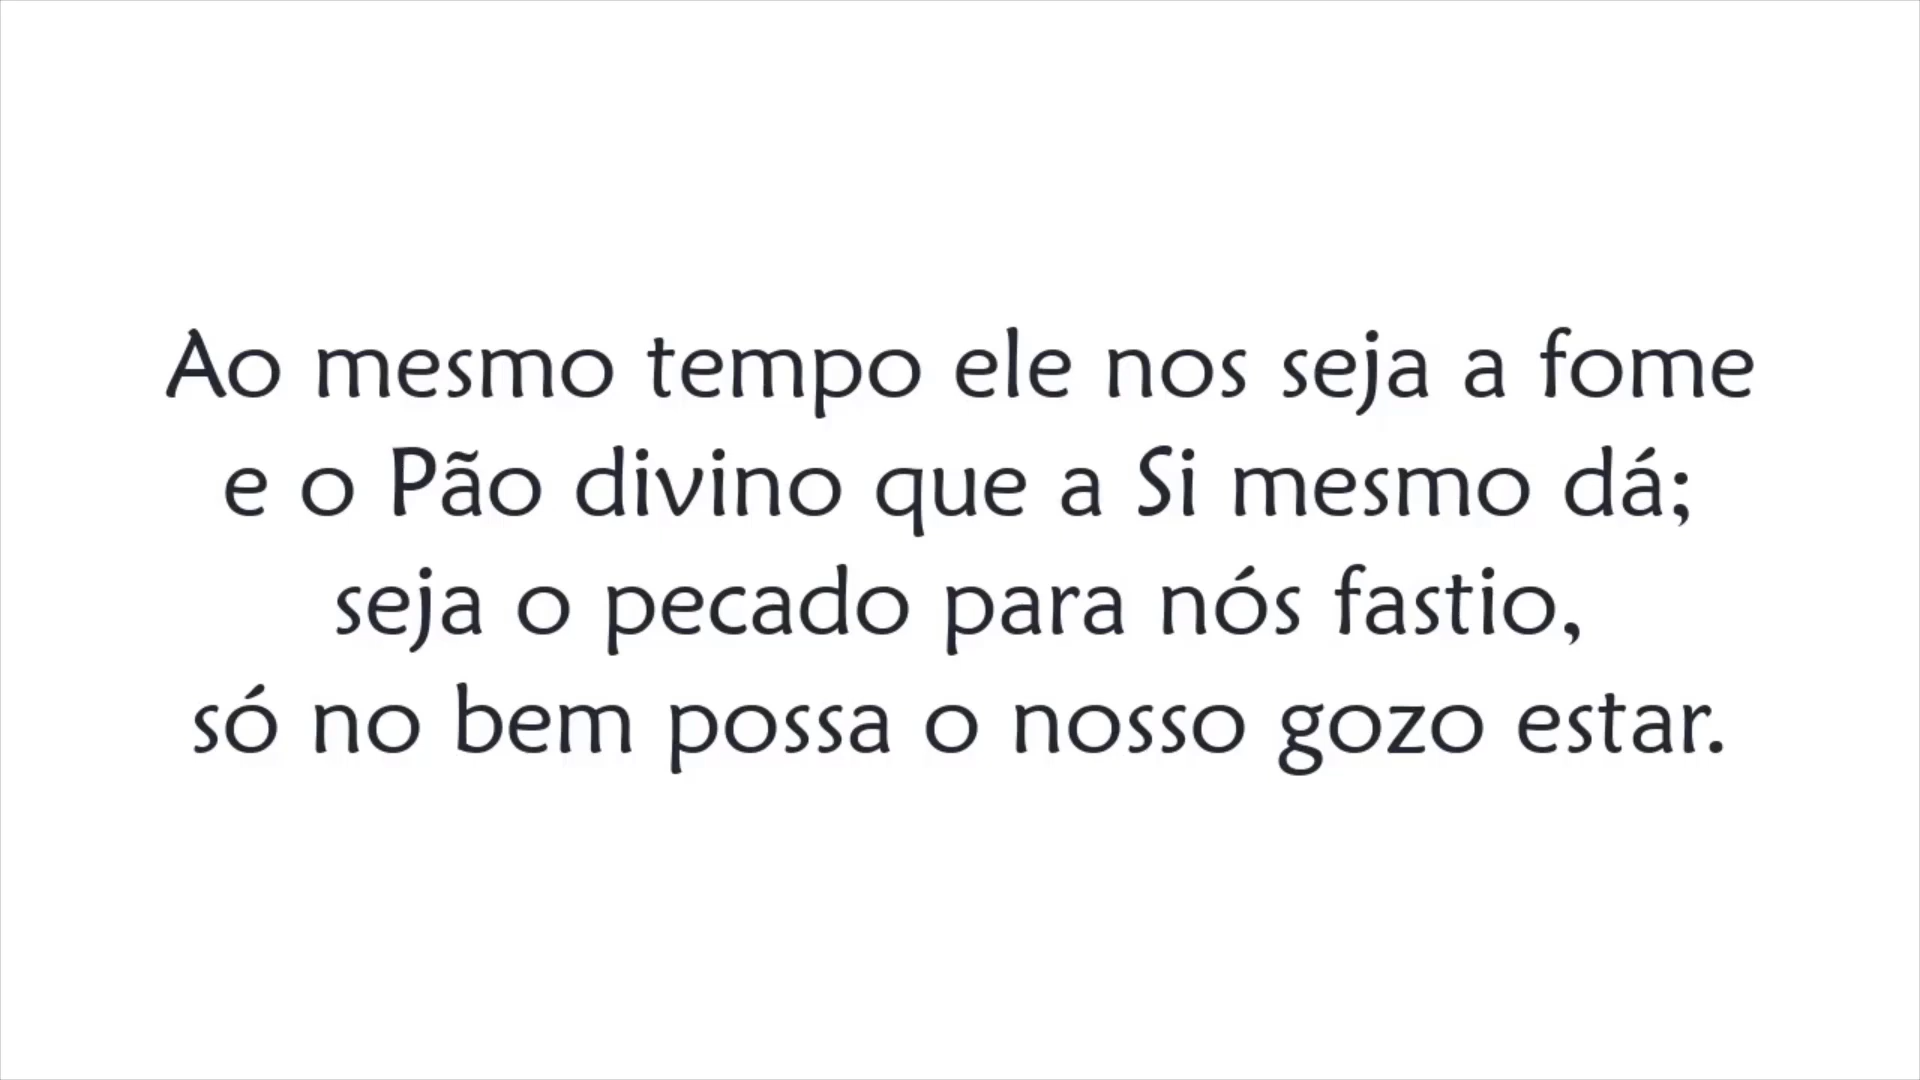 Ao mesmo tempo ele nos seja a fome
e o Pão divino que a Si mesmo dá;
seja o pecado para nós fastio,
só no bem possa o nosso gozo estar.